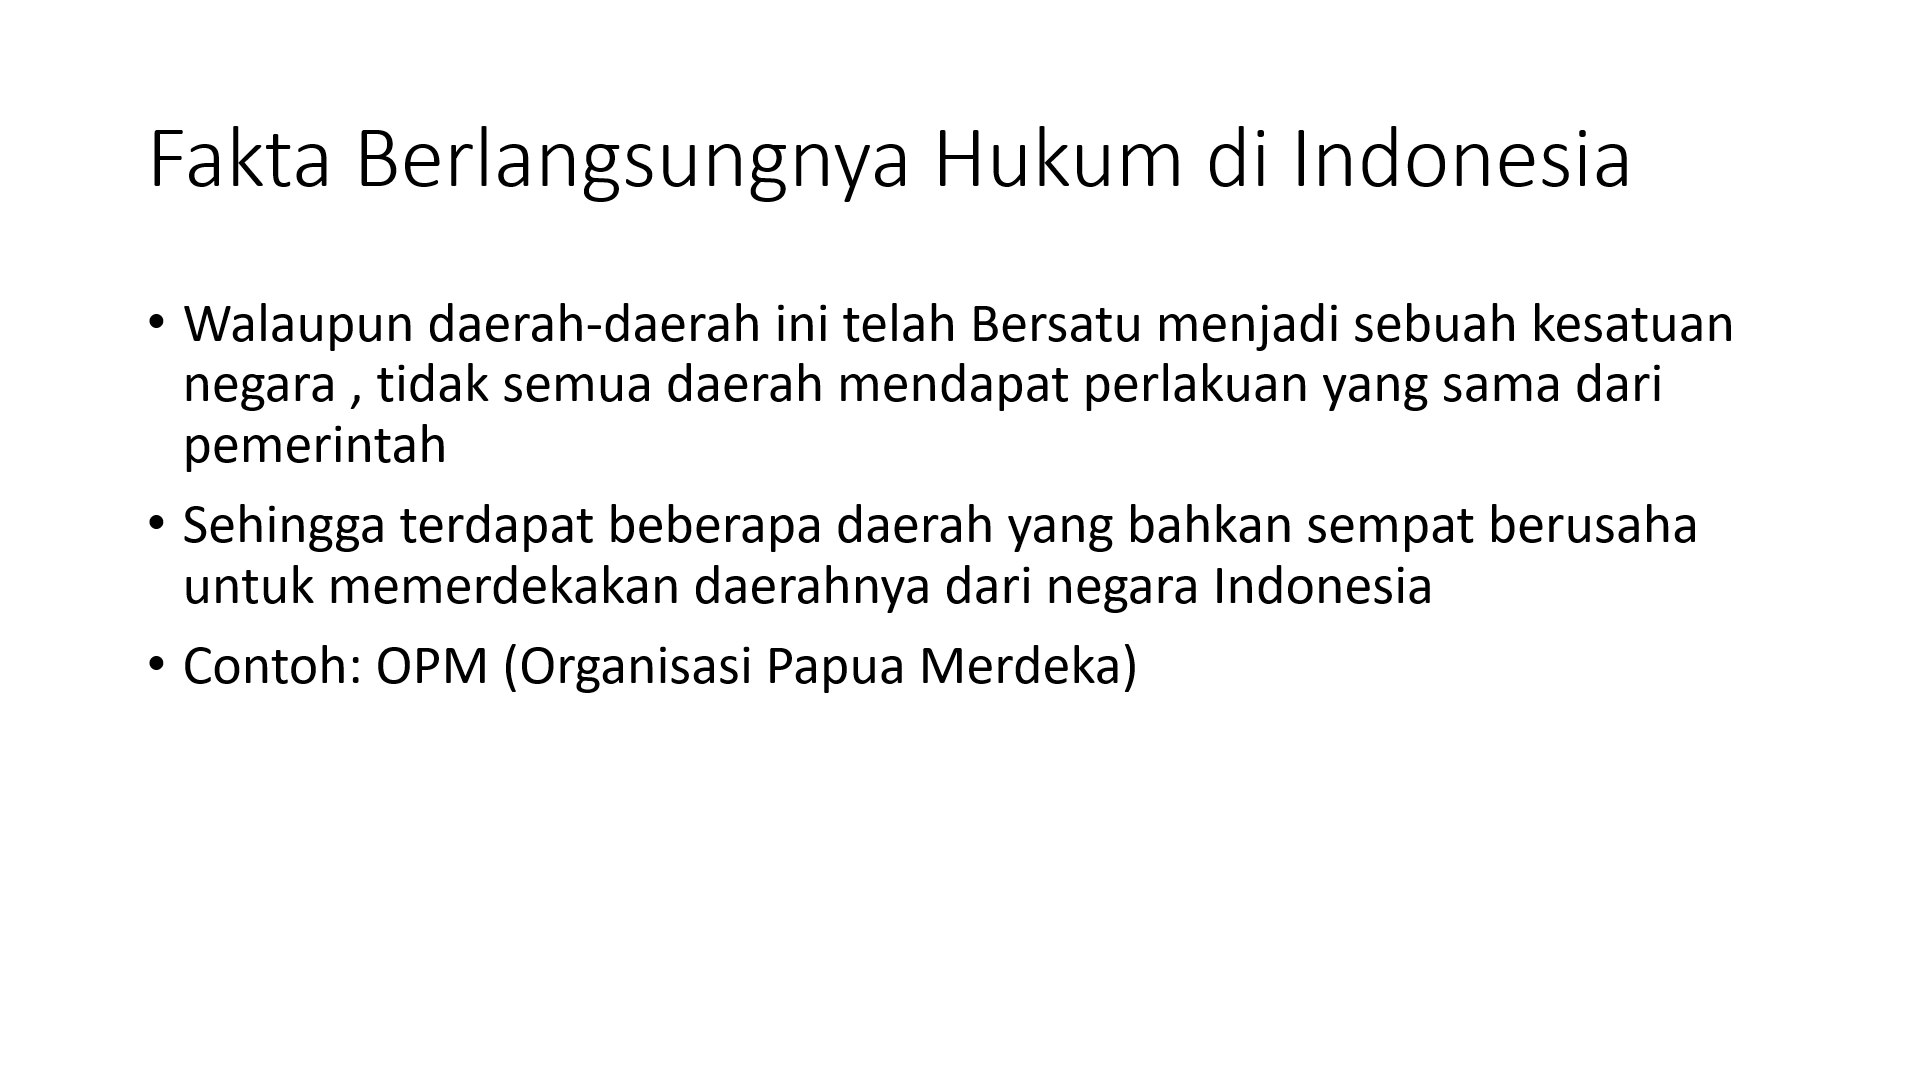 Fakta Berlangsungnya Hukum di Indonesia
• Walaupun daerah-daerah ini telah Bersatu menjadi sebuah kesatuan
negara , tidak semua daerah mendapat perlakuan yang sama dari
pemerintah
• Sehingga terdapat beberapa daerah yang bahkan sempat berusaha
untuk memerdekakan daerahnya dari negara Indonesia
• Contoh: OPM (Organisasi Papua Merdeka)